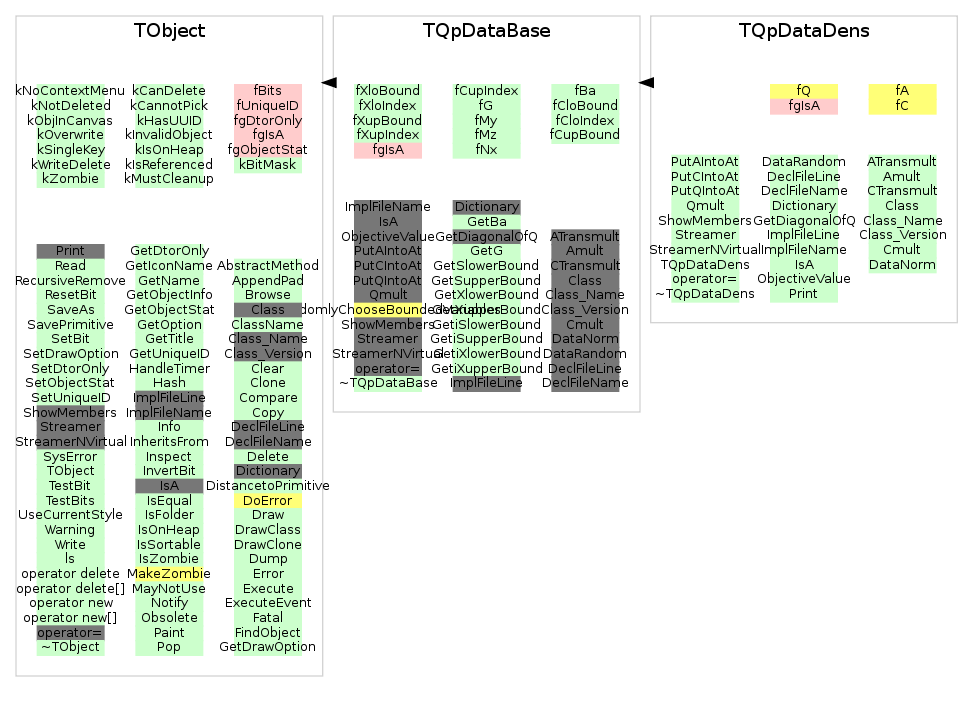 TObject
kNoContextMenu
kNotDeleted
kObjInCanvas
kOverwrite
kSingleKey
kWriteDelete
kZombie
kCanDelete
kCannotPick
kHasUUID
kInvalidObject
kIsOnHeap
kIsReferenced
kMustCleanup
fBits
fUniqueID
fgDtorOnly
fgIsA
fgObjectStat
kBitMask
Print
Read
RecursiveRemove
ResetBit
SaveAs
SavePrimitive
SetBit
SetDrawOption
SetDtorOnly
SetObjectStat
SetUniqueID
ShowMembers
Streamer
StreamerNVirtual
SysError
TObject
TestBit
TestBits
UseCurrentStyle
Warning
Write
ls
operator delete
operator delete[]
operator new
operator new[]
operator=
~TObject
GetDtorOnly
GetIconName
GetName
GetObjectInfo
GetObjectStat
GetOption
GetTitle
GetUniqueID
HandleTimer
Hash
ImplFileLine
ImplFileName
Info
InheritsFrom
Inspect
InvertBit
IsA
IsEqual
IsFolder
IsOnHeap
IsSortable
IsZombie
MakeZombie
MayNotUse
Notify
Obsolete
Paint
Pop
AbstractMethod
AppendPad
Browse
Class
ClassName
Class_Name
Class_Version
Clear
Clone
Compare
Copy
DeclFileLine
DeclFileName
Delete
Dictionary
DistancetoPrimitive
DoError
Draw
DrawClass
DrawClone
Dump
Error
Execute
ExecuteEvent
Fatal
FindObject
GetDrawOption
TQpDataBase
fXloBound
fXloIndex
fXupBound
fXupIndex
fgIsA
fCupIndex
fG
fMy
fMz
fNx
fBa
fCloBound
fCloIndex
fCupBound
ImplFileName
IsA
ObjectiveValue
PutAIntoAt
PutCIntoAt
PutQIntoAt
Qmult
domlyChooseBoundedVariables
ShowMembers
Streamer
StreamerNVirtual
operator=
~TQpDataBase
Dictionary
GetBa
GetDiagonalOfQ
GetG
GetSlowerBound
GetSupperBound
GetXlowerBound
GetXupperBound
GetiSlowerBound
GetiSupperBound
GetiXlowerBound
GetiXupperBound
ImplFileLine
ATransmult
Amult
CTransmult
Class
Class_Name
Class_Version
Cmult
DataNorm
DataRandom
DeclFileLine
DeclFileName
TQpDataDens
fQ
fgIsA
fA
fC
PutAIntoAt
PutCIntoAt
PutQIntoAt
Qmult
ShowMembers
Streamer
StreamerNVirtual
TQpDataDens
operator=
~TQpDataDens
DataRandom
DeclFileLine
DeclFileName
Dictionary
GetDiagonalOfQ
ImplFileLine
ImplFileName
IsA
ObjectiveValue
Print
ATransmult
Amult
CTransmult
Class
Class_Name
Class_Version
Cmult
DataNorm